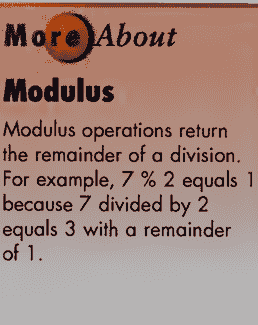 More About
Modulus
Modulus operations return
the remainder of a division.
For example, 7 % 2 equals 1
because 7 divided by 2
equals 3 with a remainder
of 1.